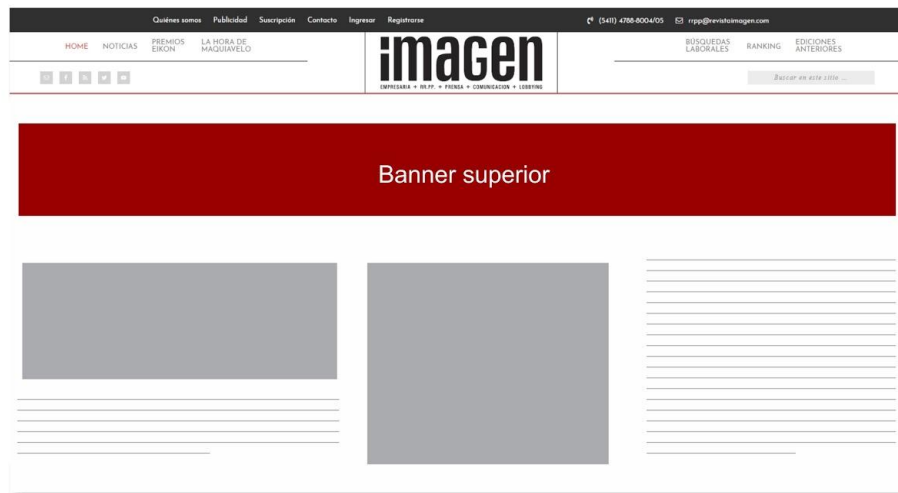 Quiénes somos Publicidad Suscripción Contacto Ingresar Registrarse (5411) 4788-8004/05 rrpp@revistaimagen.com
HOME NOTICIAS PREMIOS EIKON LA HORA DE MAQUIAVELO
imagen
EMPRESARIA + RR.PP. + PRENSA + COMUNICACION + LOBBYING
BÚSQUEDAS LABORALES RANKING EDICIONES ANTERIORES
Buscar en este sitio ...
Banner superior